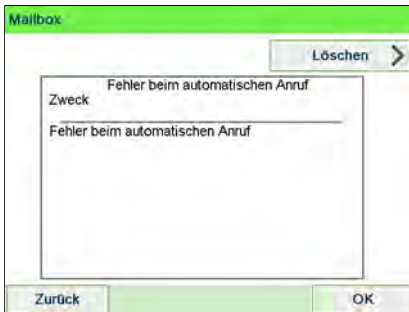 Mailbox
Löschen
Fehler beim automatischen Anruf
Zweck
Fehler beim automatischen Anruf
Zurück
OK